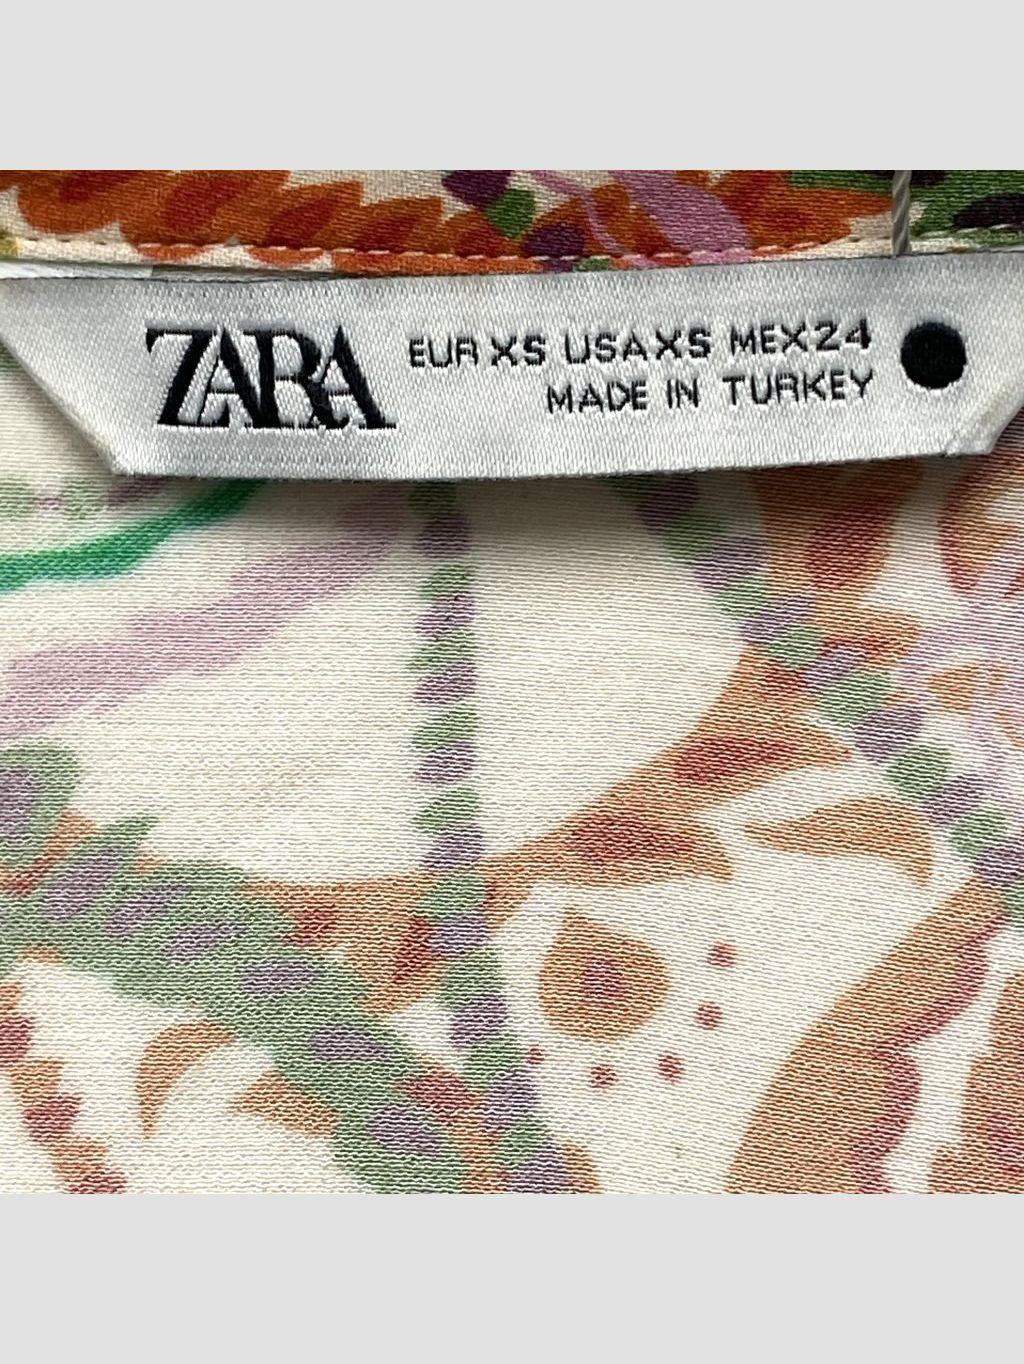 ZARA
EUR XS USA XS MEX 24
MADE IN TURKEY